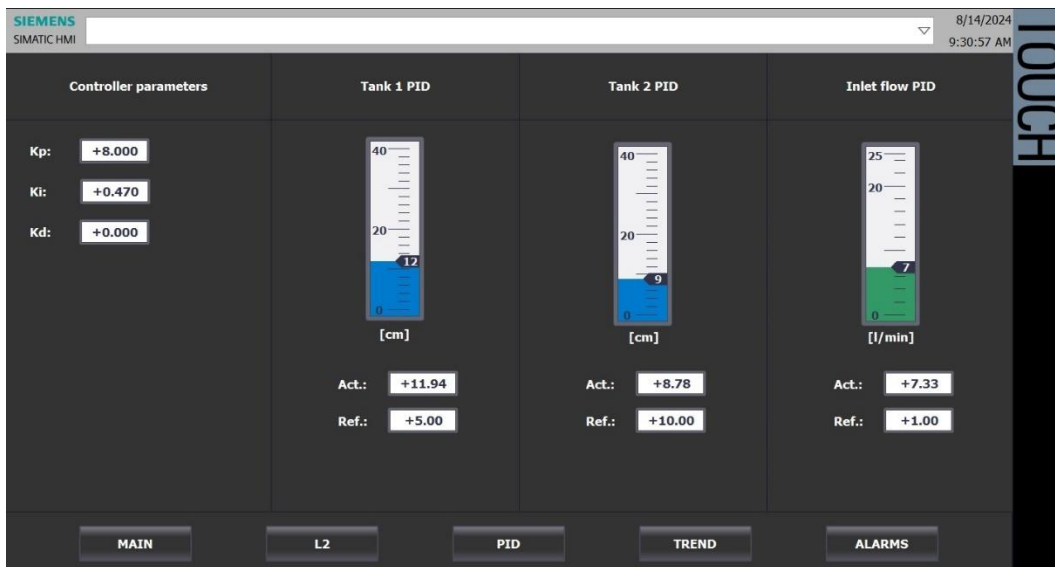 SIEMENS
SIMATIC HMI
8/14/2024
9:30:57 AM
TOUCH
Controller parameters
Tank 1 PID
Tank 2 PID
Inlet flow PID
Kp: +8.000
Ki: +0.470
Kd: +0.000
40
20
12
0
[cm]
Act.: +11.94
Ref.: +5.00
40
20
9
0
[cm]
Act.: +8.78
Ref.: +10.00
25
20
7
0
[l/min]
Act.: +7.33
Ref.: +1.00
MAIN
L2
PID
TREND
ALARMS